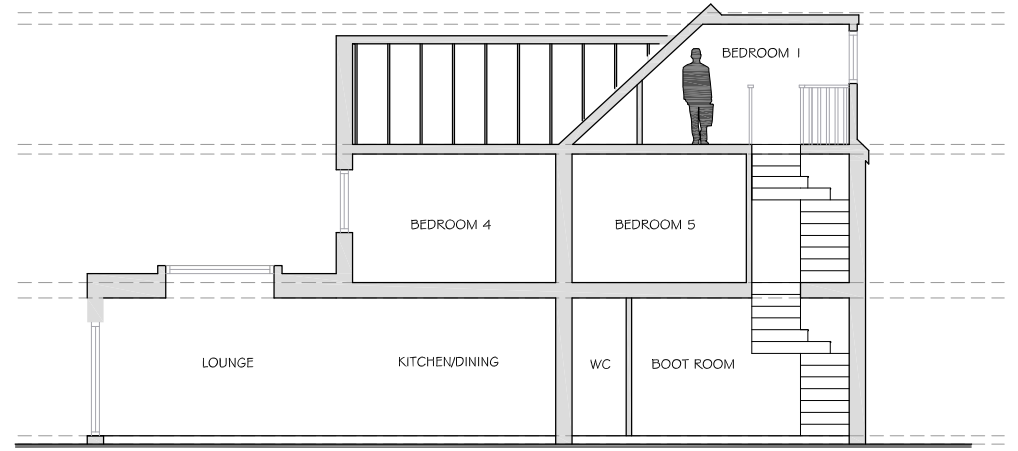 BEDROOM 1
BEDROOM 4
BEDROOM 5
LOUNGE
KITCHEN/DINING
WC
BOOT ROOM